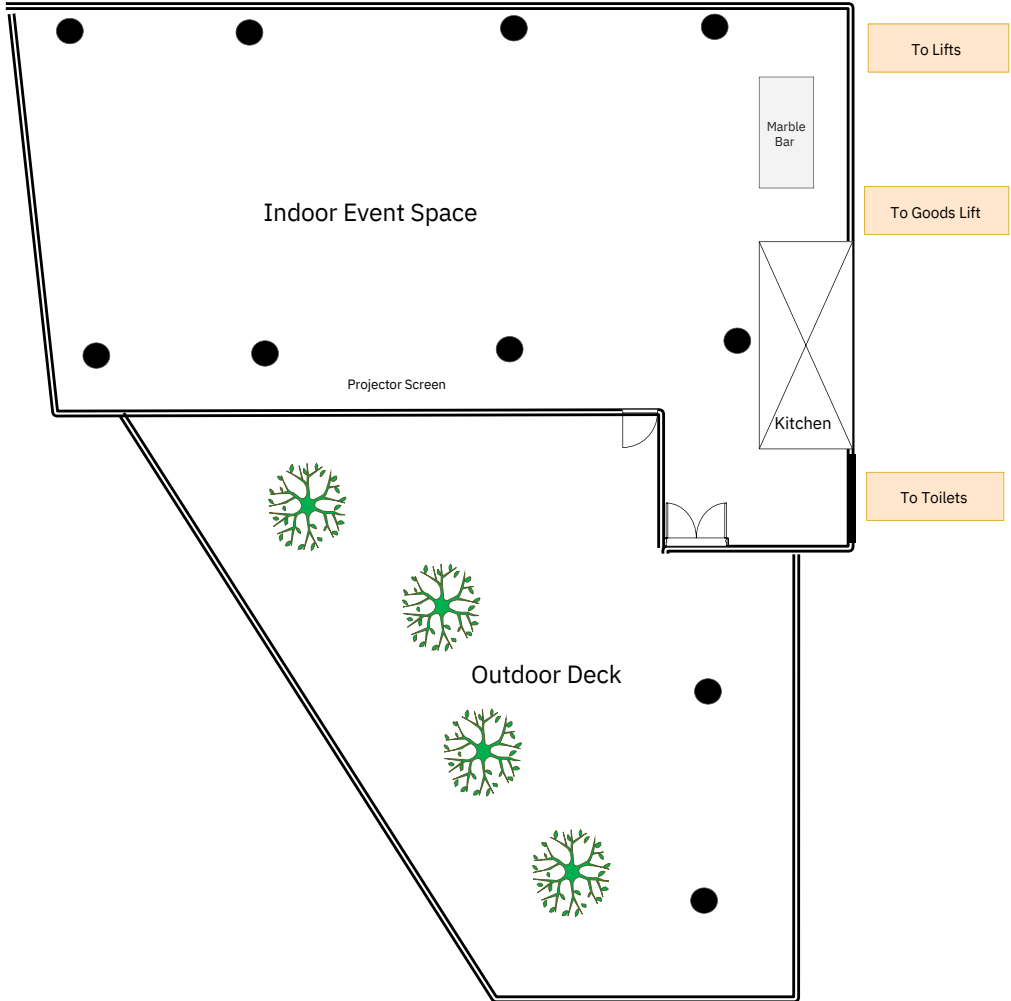 To Lifts
Marble
Bar
Indoor Event Space
To Goods Lift
Projector Screen
Kitchen
To Toilets
Outdoor Deck